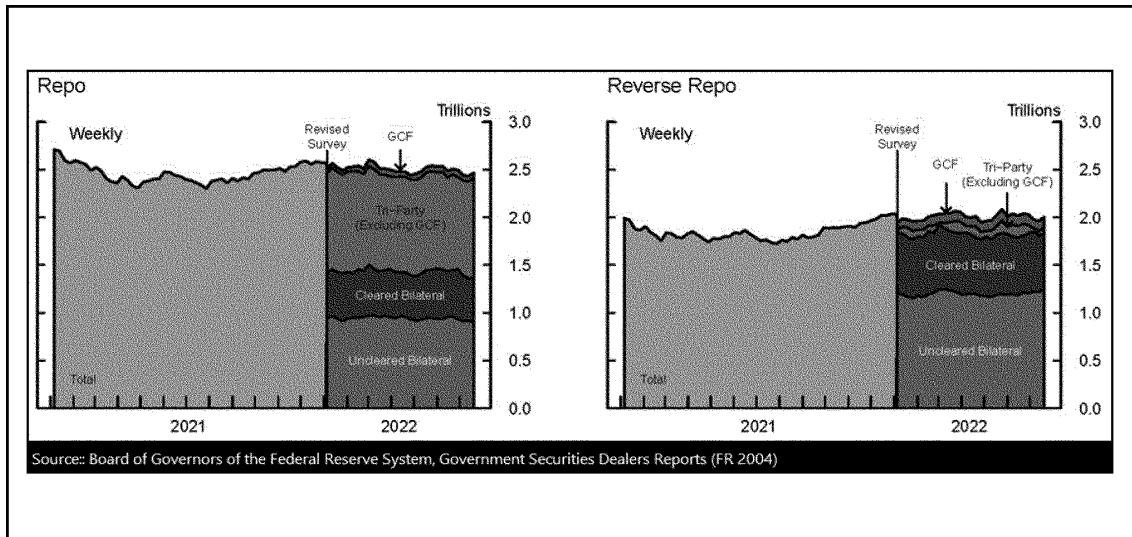 Repo
Trillions
Weekly
Revised
Survey
GCF
3.0
2.5
2.0
1.5
1.0
0.5
0.0
Tri-Party
(Excluding GCF)
Cleared Bilateral
Uncleared Bilateral
Total
2021
2022
Reverse Repo
Trillions
Weekly
Revised
Survey
GCF
Tri-Party
(Excluding GCF)
3.0
2.5
2.0
1.5
1.0
0.5
0.0
Cleared Bilateral
Uncleared Bilateral
Total
2021
2022
Source:: Board of Governors of the Federal Reserve System, Government Securities Dealers Reports (FR 2004)